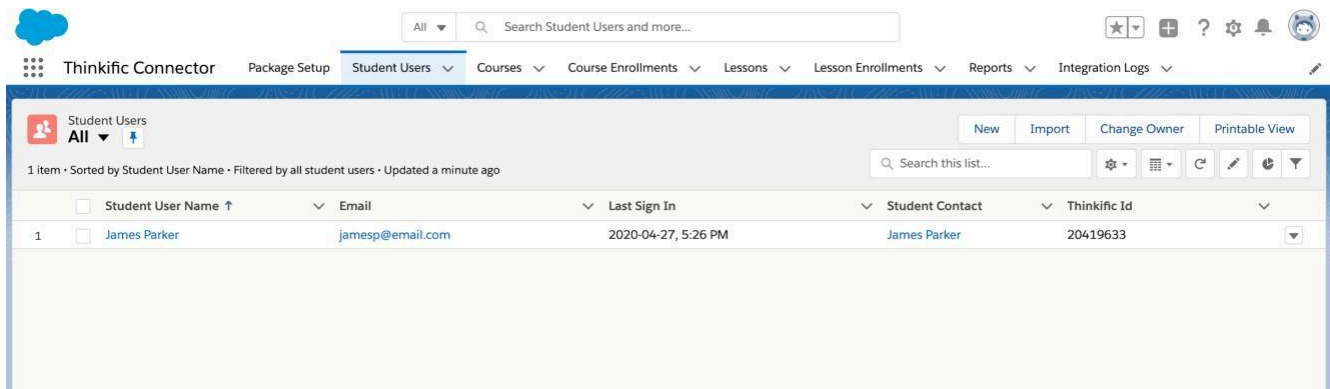 All Search Student Users and more...
Thinkific Connector Package Setup Student Users Courses Course Enrollments Lessons Lesson Enrollments Reports Integration Logs
Student Users
All
New Import Change Owner Printable View
1 item · Sorted by Student User Name · Filtered by all student users · Updated a minute ago
Search this list...
Student User Name ↑ Email Last Sign In Student Contact Thinkific Id
1 James Parker jamesp@email.com 2020-04-27, 5:26 PM James Parker 20419633